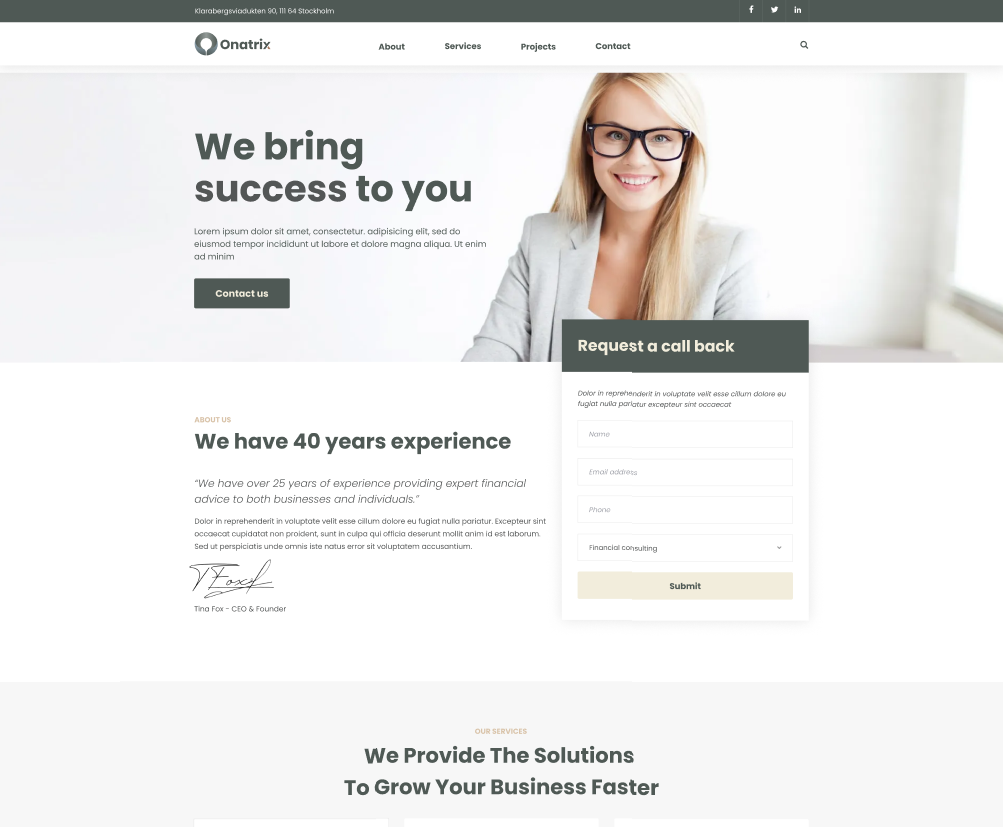 Klarabergsviadukten 90, 111 64 Stockholm
Onatrix
About
Services
Projects
Contact
We bring
success to you
Lorem ipsum dolor sit amet, consectetur. adipisicing elit, sed do
eiusmod tempor incididunt ut labore et dolore magna aliqua. Ut enim
ad minim
Contact us
Request a call back
Dolor in reprehenderit in voluptate velit esse cillum dolore eu
fugiat nulla pariatur excepteur sint occaecat
Name
Email address
Phone
Financial consulting
Submit
ABOUT US
We have 40 years experience
“We have over 25 years of experience providing expert financial
advice to both businesses and individuals.”
Dolor in reprehenderit in voluptate velit esse cillum dolore eu fugiat nulla pariatur. Excepteur sint
occaecat cupidatat non proident, sunt in culpa qui officia deserunt mollit anim id est laborum.
Sed ut perspiciatis unde omnis iste natus error sit voluptatem accusantium.
TFox
Tina Fox - CEO & Founder
OUR SERVICES
We Provide The Solutions
To Grow Your Business Faster